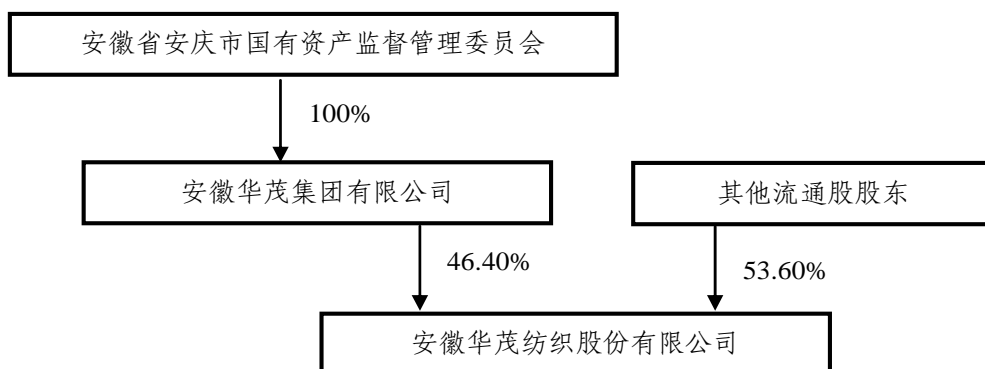 安徽省安庆市国有资产监督管理委员会
100%
安徽华茂集团有限公司
其他流通股股东
46.40%
53.60%
安徽华茂纺织股份有限公司